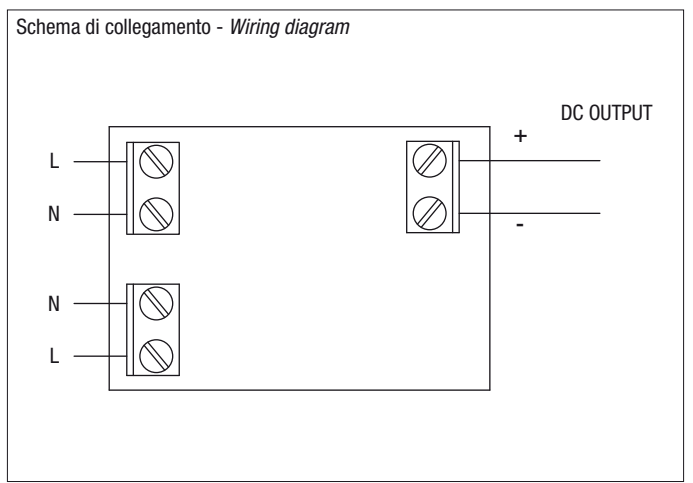 Schema di collegamento - Wiring diagram
DC OUTPUT
+
L
N
-
N
L